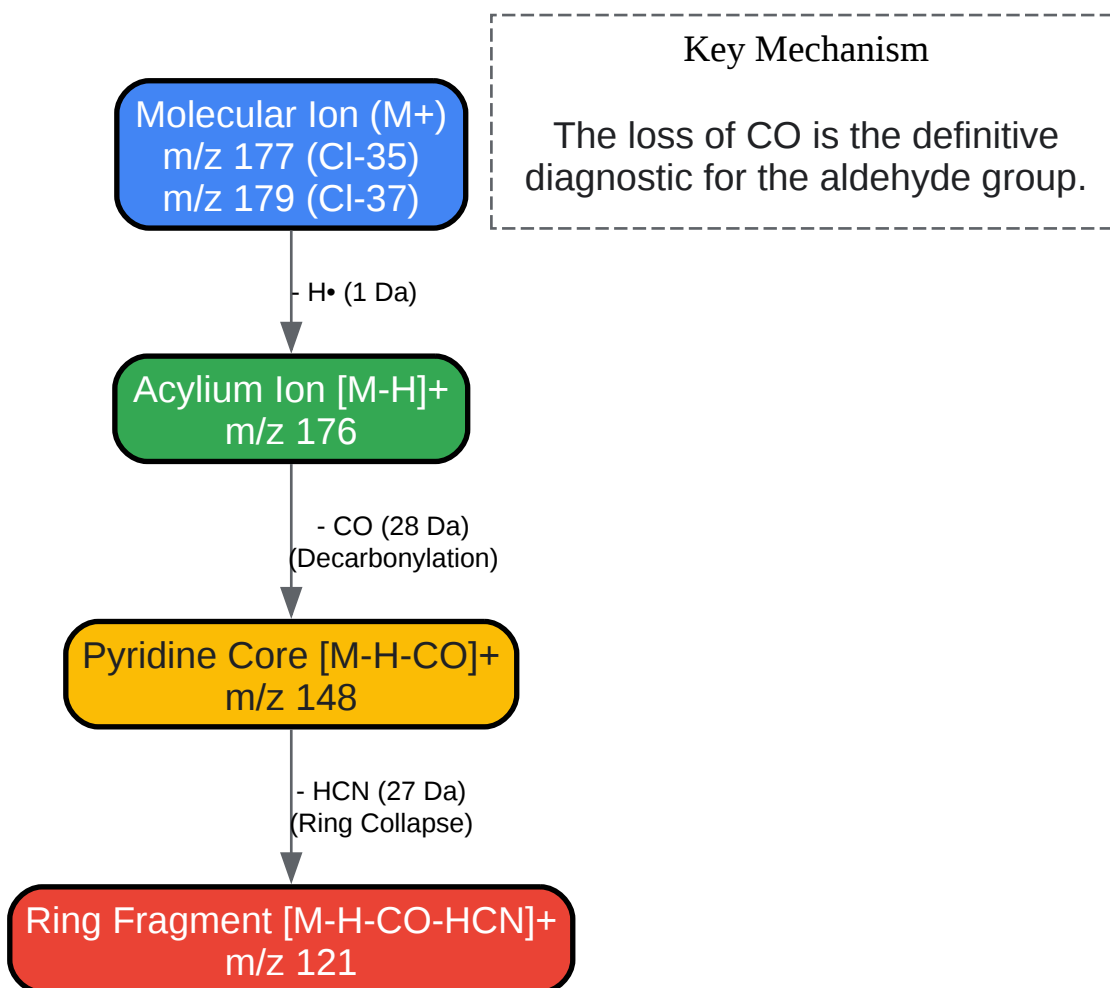 Key Mechanism
The loss of CO is the definitive
diagnostic for the aldehyde group.
Molecular Ion (M+)
m/z 177 (Cl-35)
m/z 179 (Cl-37)
- H• (1 Da)
Acylium Ion [M-H]+
m/z 176
- CO (28 Da)
(Decarbonylation)
Pyridine Core [M-H-CO]+
m/z 148
- HCN (27 Da)
(Ring Collapse)
Ring Fragment [M-H-CO-HCN]+
m/z 121